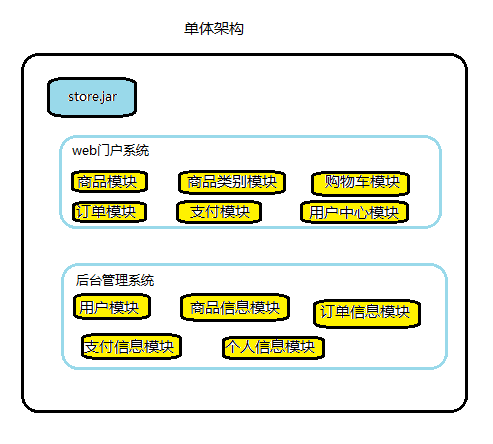 单体架构
store.jar
web门户系统
商品模块 商品类别模块 购物车模块
订单模块 支付模块 用户中心模块
后台管理系统
用户模块 商品信息模块 订单信息模块
支付信息模块 个人信息模块